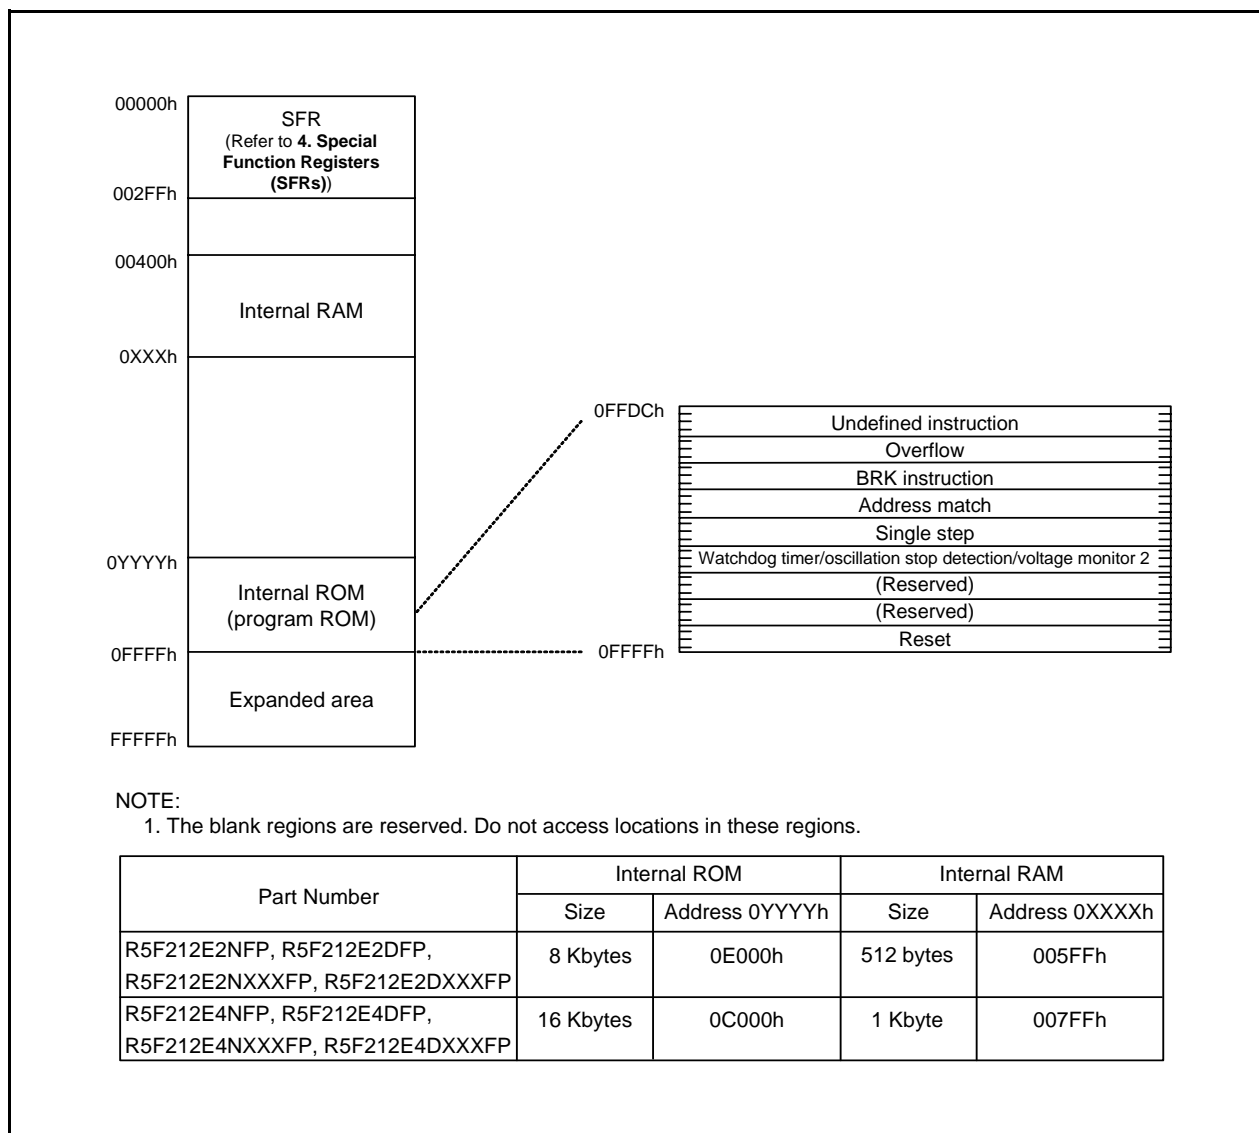 00000h
SFR
(Refer to 4. Special
Function Registers
(SFRs))
002FFh
00400h
Internal RAM
0XXXh
0YYYYh
Internal ROM
(program ROM)
0FFFFh
Expanded area
FFFFFh
0FFDCh
Undefined instruction
Overflow
BRK instruction
Address match
Single step
Watchdog timer/oscillation stop detection/voltage monitor 2
(Reserved)
(Reserved)
Reset
0FFFFh
NOTE:
1. The blank regions are reserved. Do not access locations in these regions.
Part Number Internal ROM Internal RAM
Size Address 0YYYYh Size Address 0XXXXh
R5F212E2NFP, R5F212E2DFP,
R5F212E2NXXXFP, R5F212E2DXXXFP 8 Kbytes 0E000h 512 bytes 005FFh
R5F212E4NFP, R5F212E4DFP,
R5F212E4NXXXFP, R5F212E4DXXXFP 16 Kbytes 0C000h 1 Kbyte 007FFh